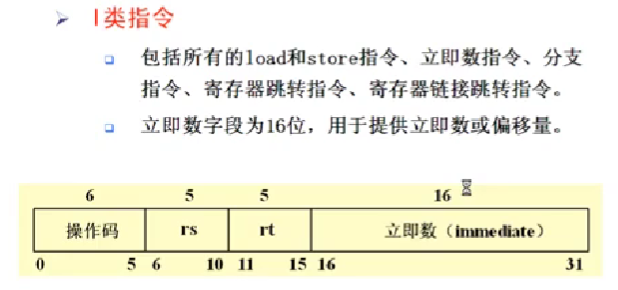 I类指令
包括所有的load和store指令、立即数指令、分支
指令、寄存器跳转指令、寄存器链接跳转指令。
立即数字段为16位，用于提供立即数或偏移量。
6 5 5 16
操作码 rs rt 立即数（immediate）
0 5 6 10 11 15 16 31